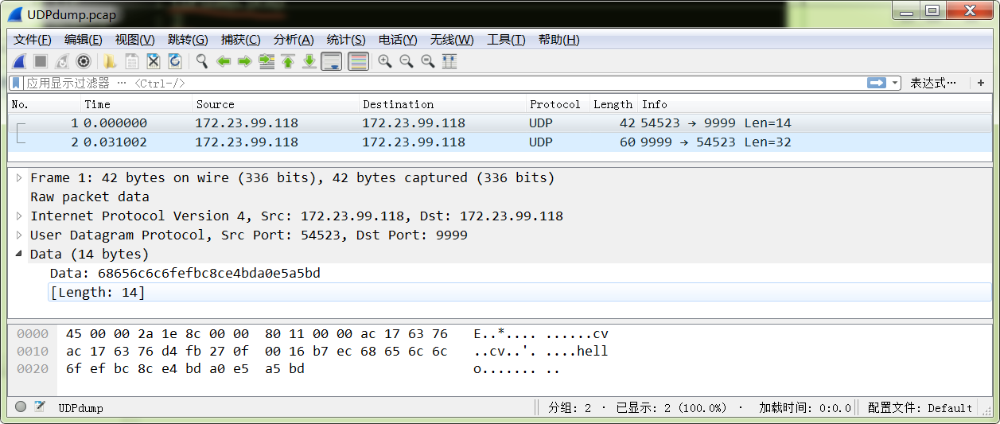 UDPdump.pcap
文件(F) 编辑(E) 视图(V) 跳转(G) 捕获(C) 分析(A) 统计(S) 电话(Y) 无线(W) 工具(T) 帮助(H)
应用显示过滤器 … <Ctrl-/> 表达式… +
No. Time Source Destination Protocol Length Info
1 0.000000 172.23.99.118 172.23.99.118 UDP 42 54523 → 9999 Len=14
2 0.031002 172.23.99.118 172.23.99.118 UDP 60 9999 → 54523 Len=32
Frame 1: 42 bytes on wire (336 bits), 42 bytes captured (336 bits)
Raw packet data
Internet Protocol Version 4, Src: 172.23.99.118, Dst: 172.23.99.118
User Datagram Protocol, Src Port: 54523, Dst Port: 9999
Data (14 bytes)
Data: 68656c6c6fefbc8ce4bda0e5a5bd
[Length: 14]
0000 45 00 00 2a 1e 8c 00 00 80 11 00 00 ac 17 63 76 E..*.... ......cv
0010 ac 17 63 76 d4 fb 27 0f 00 16 b7 ec 68 65 6c 6c ..cv..'. ....hell
0020 6f ef bc 8c e4 bd a0 e5 a5 bd o....... ..
UDPdump 分组: 2 · 已显示: 2 (100.0%) · 加载时间: 0:0.0 配置文件: Default